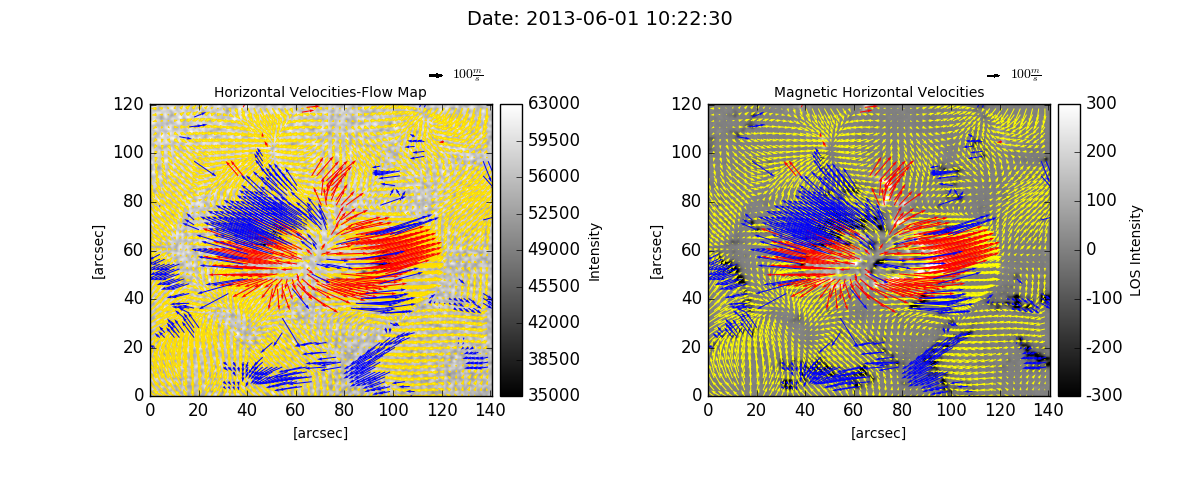 Date: 2013-06-01 10:22:30
100 m/s
100 m/s
Horizontal Velocities-Flow Map
Magnetic Horizontal Velocities
120
100
80
60
40
20
0
[arcsec]
0 20 40 60 80 100 120 140
[arcsec]
63000
59500
56000
52500
49000
45500
42000
38500
35000
Intensity
120
100
80
60
40
20
0
[arcsec]
0 20 40 60 80 100 120 140
[arcsec]
300
200
100
0
-100
-200
-300
LOS Intensity